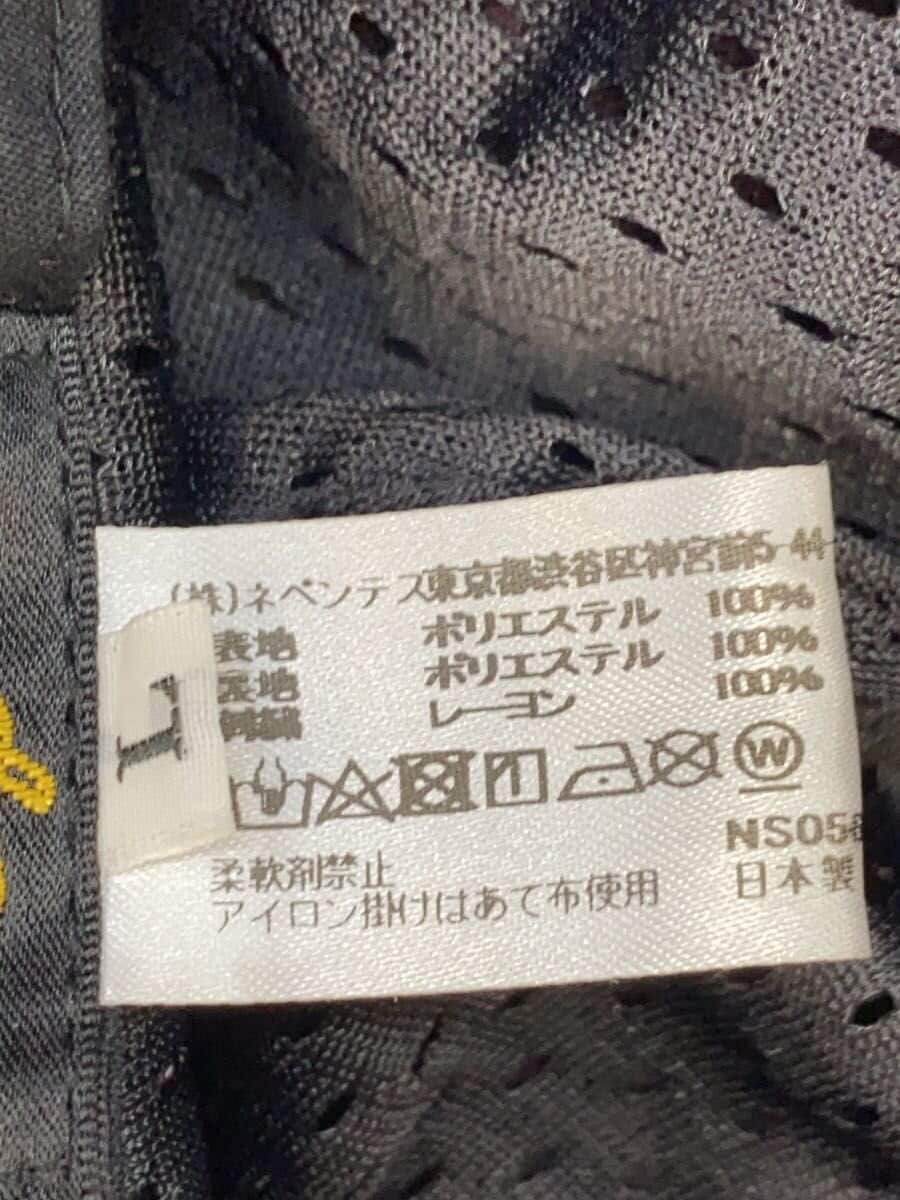 (株)ネペンテス東京都渋谷区神宮前5-44
表地 ポリエステル 100%
裏地 ポリエステル 100%
刺繍 レーヨン 100%
L
W
NS058
柔軟剤禁止 日本製
アイロン掛けはあて布使用